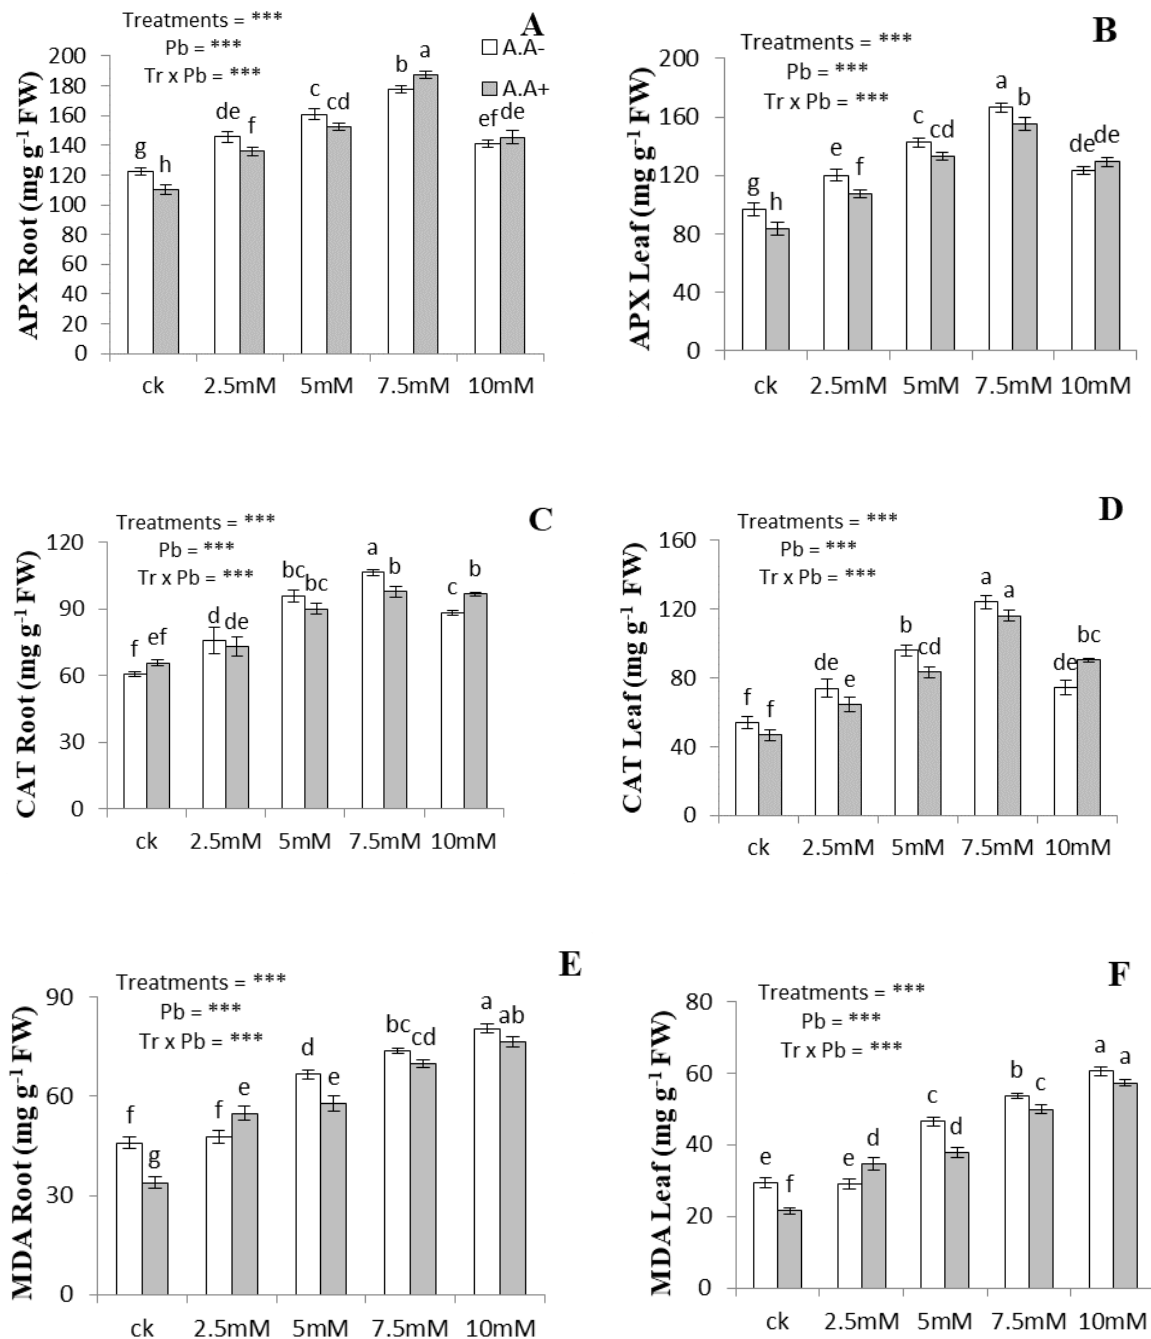 Treatments = ***
Pb = ***
Tr x Pb = ***
A
A.A-
A.A+
APX Root (mg g⁻¹ FW)
200
180
160
140
120
100
80
60
40
20
0
g h de f c cd b a ef de
ck 2.5mM 5mM 7.5mM 10mM
Treatments = ***
Pb = ***
Tr x Pb = ***
B
APX Leaf (mg g⁻¹ FW)
200
160
120
80
40
0
g h e f c cd a b de de
ck 2.5mM 5mM 7.5mM 10mM
Treatments = ***
Pb = ***
Tr x Pb = ***
C
CAT Root (mg g⁻¹ FW)
120
90
60
30
0
f ef d de bc bc a b c b
ck 2.5mM 5mM 7.5mM 10mM
Treatments = ***
Pb = ***
Tr x Pb = ***
D
CAT Leaf (mg g⁻¹ FW)
160
120
80
40
0
f f de e b cd a a de bc
ck 2.5mM 5mM 7.5mM 10mM
Treatments = ***
Pb = ***
Tr x Pb = ***
E
MDA Root (mg g⁻¹ FW)
90
60
30
0
f g f e d e bc cd a ab
ck 2.5mM 5mM 7.5mM 10mM
Treatments = ***
Pb = ***
Tr x Pb = ***
F
MDA Leaf (mg g⁻¹ FW)
80
60
40
20
0
e f e d c d b c a a
ck 2.5mM 5mM 7.5mM 10mM